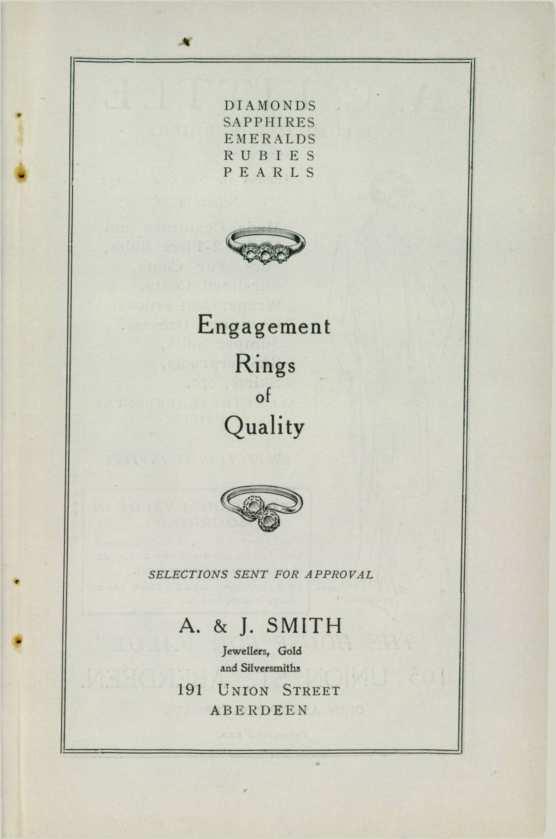 DIAMONDS
SAPPHIRES
EMERALDS
RUBIES
PEARLS
Engagement
Rings
of
Quality
SELECTIONS SENT FOR APPROVAL
A. & J. SMITH
Jewellers, Gold
and Silversmiths
191 UNION STREET
ABERDEEN